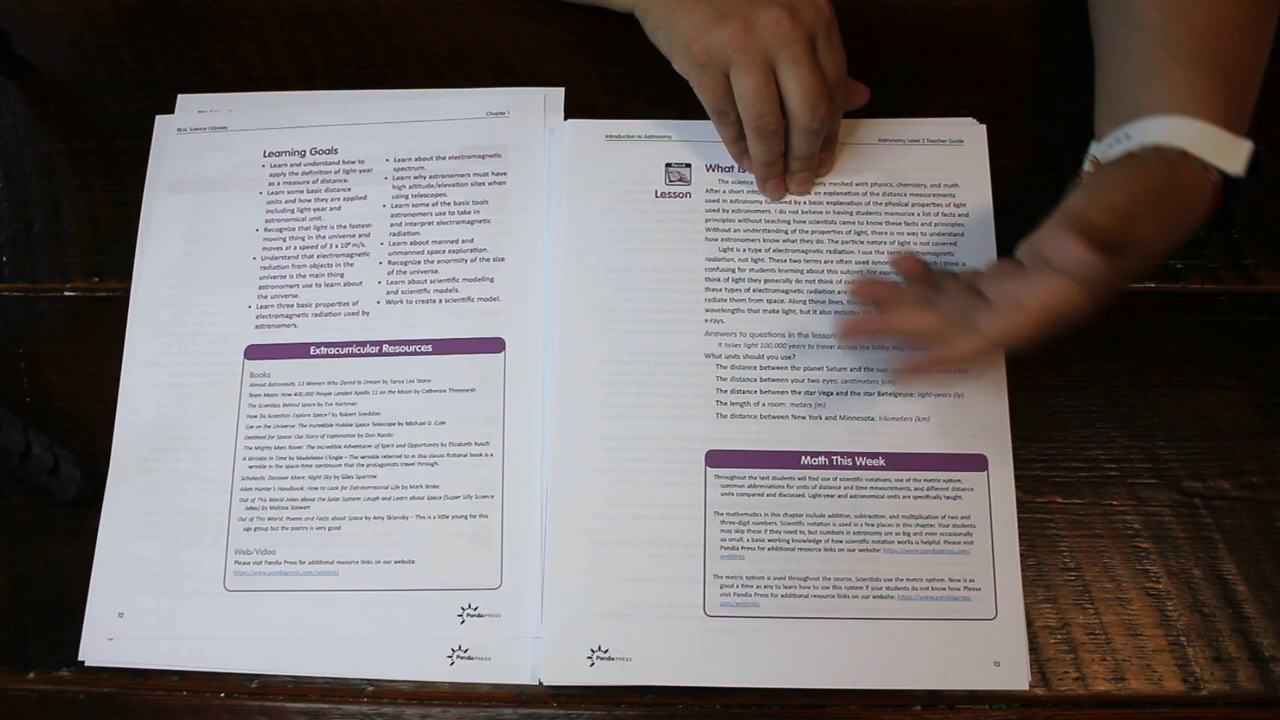 REAL Science Odyssey
Chapter 1
Learning Goals
• Learn and understand how to
apply the definition of light-year
as a measure of distance.
• Learn some basic distance
units and how they are applied
including light-year and
astronomical unit.
• Recognize that light is the fastest-
moving thing in the universe and
moves at a speed of 3 x 10⁸ m/s.
• Understand that electromagnetic
radiation from objects in the
universe is the main thing
astronomers use to learn about
the universe.
• Learn three basic properties of
electromagnetic radiation used by
astronomers.
• Learn about the electromagnetic
spectrum.
• Learn why astronomers must have
high altitude/elevation sites when
using telescopes.
• Learn some of the basic tools
astronomers use to take in
and interpret electromagnetic
radiation.
• Learn about manned and
unmanned space exploration.
• Recognize the enormity of the size
of the universe.
• Learn about scientific modeling
and scientific models.
• Work to create a scientific model.
Extracurricular Resources
Books
Almost Astronauts, 13 Women Who Dared to Dream by Tanya Lee Stone
Team Moon: How 400,000 People Landed Apollo 11 on the Moon by Catherine Thimmesh
The Scientists Behind Space by Eve Hartman
How Do Scientists Explore Space? by Robert Snedden
Eye on the Universe: The Incredible Hubble Space Telescope by Michael D. Cole
Destined for Space: Our Story of Exploration by Don Nardo
The Mighty Mars Rovers: The Incredible Adventures of Spirit and Opportunity by Elizabeth Rusch
A Wrinkle in Time by Madeleine L'Engle – The wrinkle referred to in this classic fictional book is a
wrinkle in the space-time continuum that the protagonists travel through.
Scholastic Discover More: Night Sky by Giles Sparrow
Alien Hunter's Handbook: How to Look for Extraterrestrial Life by Mark Brake
Out of This World Jokes about the Solar System: Laugh and Learn about Space (Super Silly Science
Jokes) by Melissa Stewart
Out of This World: Poems and Facts about Space by Amy Sklansky – This is a little young for this
age group but the poetry is very good.
Web/Video
Please visit Pandia Press for additional resource links on our website:
https://www.pandiapress.com/weblinks
12
Pandia PRESS
Pandia PRESS
Introduction to Astronomy
Astronomy Level 2 Teacher Guide
Read
Lesson
What is
The science meshed with physics, chemistry, and math.
After a short an explanation of the distance measurements
used in astronomy followed by a basic explanation of the physical properties of light
used by astronomers. I do not believe in having students memorize a list of facts and
principles without teaching how scientists came to know these facts and principles.
Without an understanding of the properties of light, there is no way to understand
how astronomers know what they do. The particle nature of light is not covered.
Light is a type of electromagnetic radiation. I use the term electromagnetic
radiation, not light. These two terms are often used which I think is
confusing for students learning about this subject. For
think of light they generally do not think of
these types of electromagnetic radiation are
radiate them from space. Along these lines,
wavelengths that make light, but it also includes
x-rays.
Answers to questions in the lesson
It takes light 100,000 years to travel across the Milky Way
What units should you use?
The distance between the planet Saturn and the sun:
The distance between your two eyes: centimeters (cm)
The distance between the star Vega and the star Betelgeuse: light-years (ly)
The length of a room: meters (m)
The distance between New York and Minnesota: kilometers (km)
Math This Week
Throughout the text students will find use of scientific notations, use of the metric system,
common abbreviations for units of distance and time measurements, and different distance
units compared and discussed. Light-year and astronomical units are specifically taught.
The mathematics in this chapter include addition, subtraction, and multiplication of two and
three-digit numbers. Scientific notation is used in a few places in this chapter. Your students
may skip these if they need to, but numbers in astronomy are so big and even occasionally
so small, a basic working knowledge of how scientific notation works is helpful. Please visit
Pandia Press for additional resource links on our website: https://www.pandiapress.com/
weblinks
The metric system is used throughout the course. Scientists use the metric system. Now is as
good a time as any to learn how to use this system if your students do not know how. Please
visit Pandia Press for additional resource links on our website: https://www.pandiapress.
com/weblinks
Pandia PRESS
13